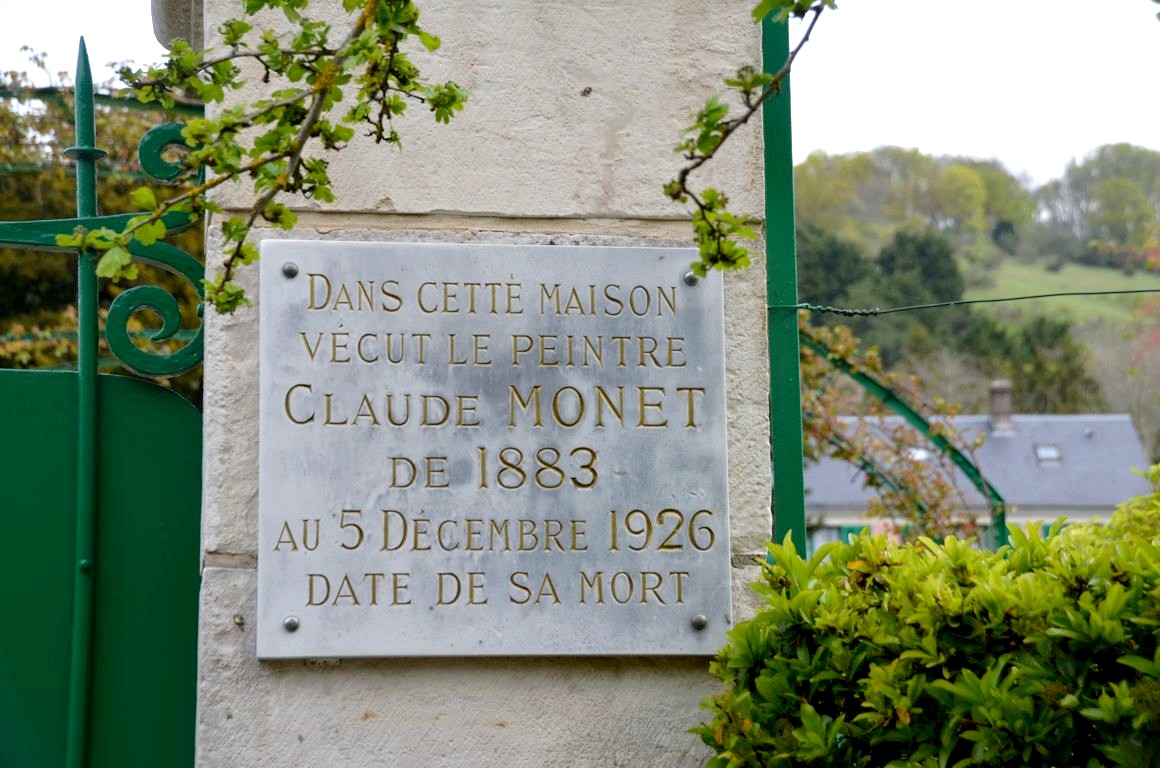 DANS CETTE MAISON
VÉCUT LE PEINTRE
CLAUDE MONET
DE 1883
AU 5 DÉCEMBRE 1926
DATE DE SA MORT